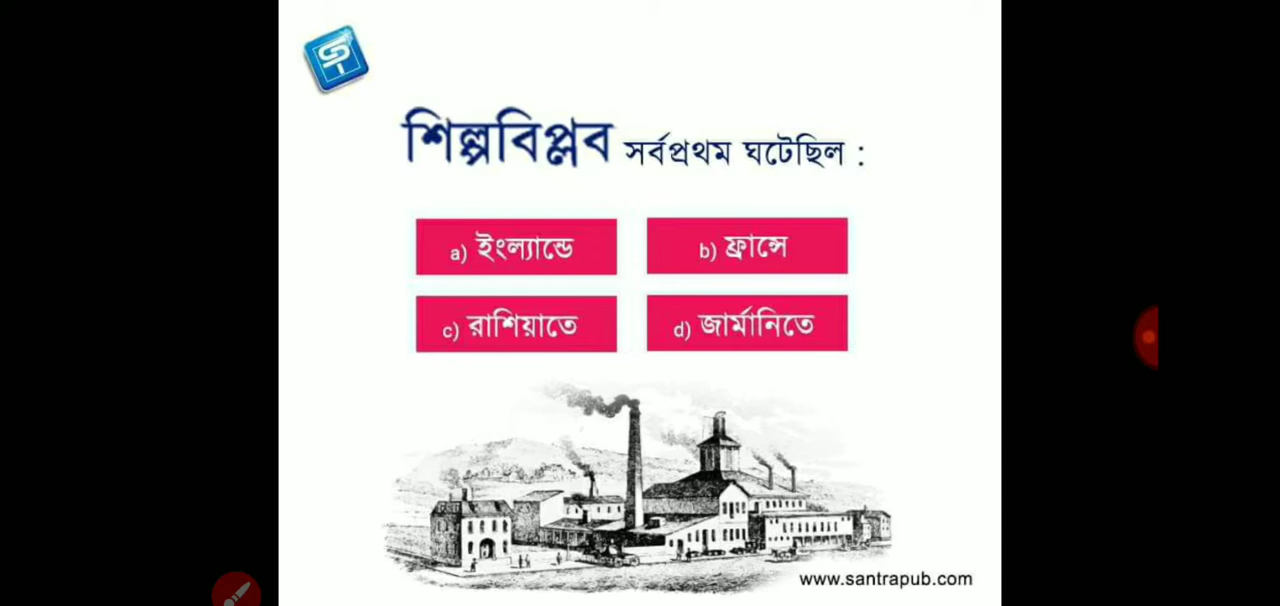 শিল্পবিপ্লব সর্বপ্রথম ঘটেছিল :
a) ইংল্যান্ডে b) ফ্রান্সে
c) রাশিয়াতে d) জার্মানিতে
www.santrapub.com